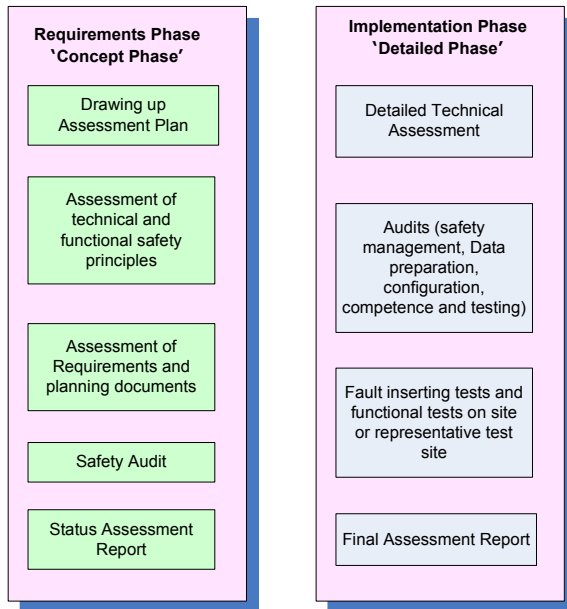 Requirements Phase
‘Concept Phase’
Drawing up
Assessment Plan
Assessment of
technical and
functional safety
principles
Assessment of
Requirements and
planning documents
Safety Audit
Status Assessment
Report
Implementation Phase
‘Detailed Phase’
Detailed Technical
Assessment
Audits (safety
management, Data
preparation,
configuration,
competence and testing)
Fault inserting tests and
functional tests on site
or representative test
site
Final Assessment Report